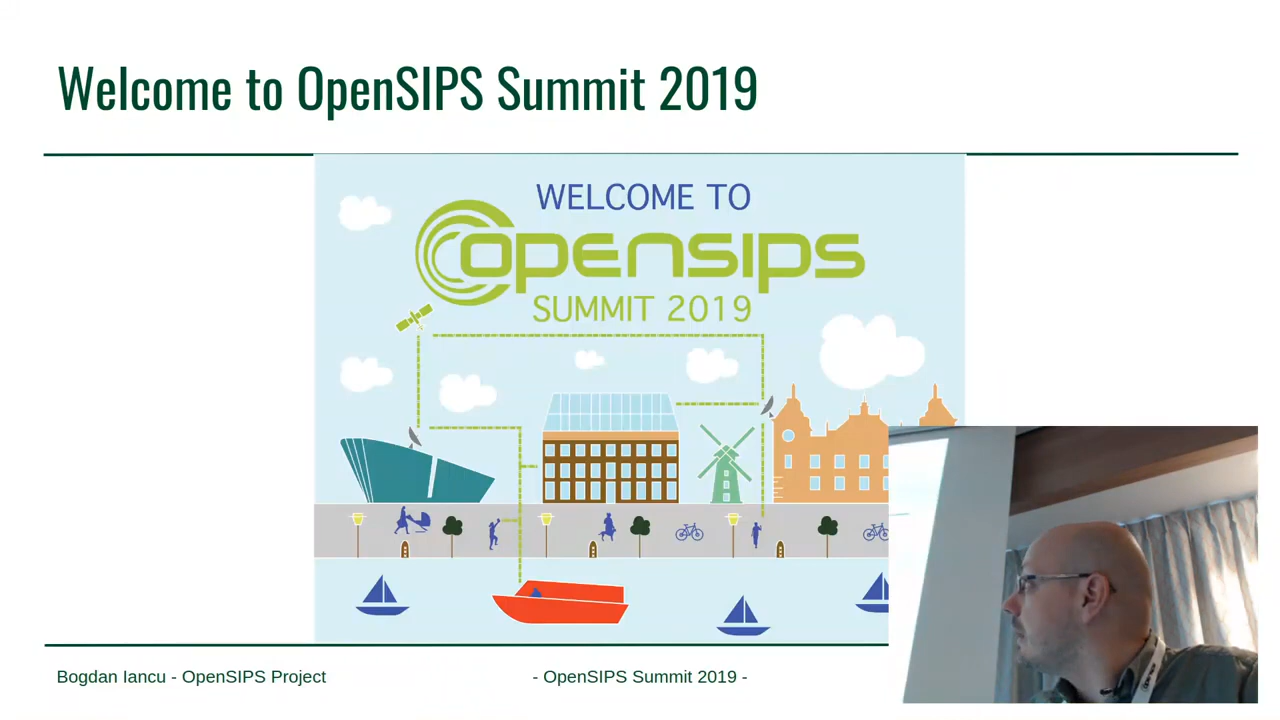 Welcome to OpenSIPS Summit 2019
WELCOME TO
opensips
SUMMIT 2019
Bogdan Iancu - OpenSIPS Project
- OpenSIPS Summit 2019 -